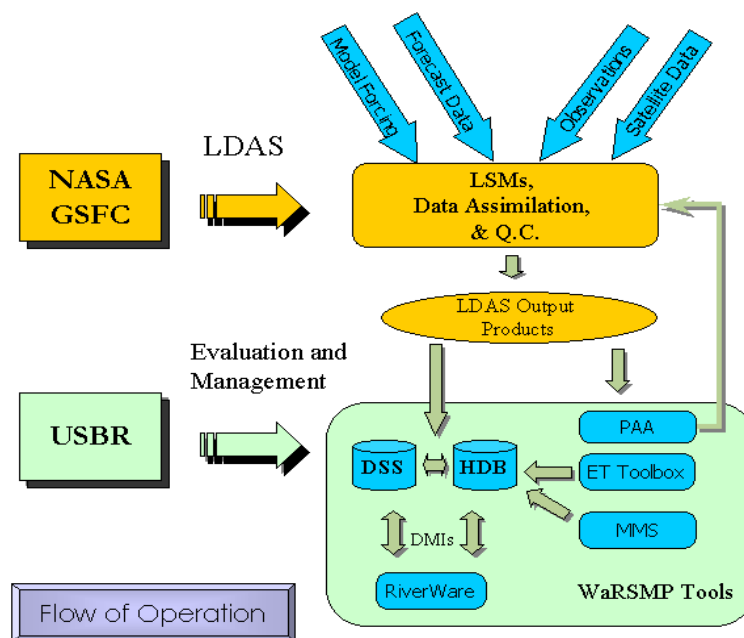 Model Forcing
Forecast Data
Observations
Satellite Data
LDAS
NASA
GSFC
LSMs,
Data Assimilation,
& Q.C.
LDAS Output
Products
Evaluation and
Management
USBR
PAA
DSS
HDB
ET Toolbox
MMS
DMIs
RiverWare
WaRSMP Tools
Flow of Operation